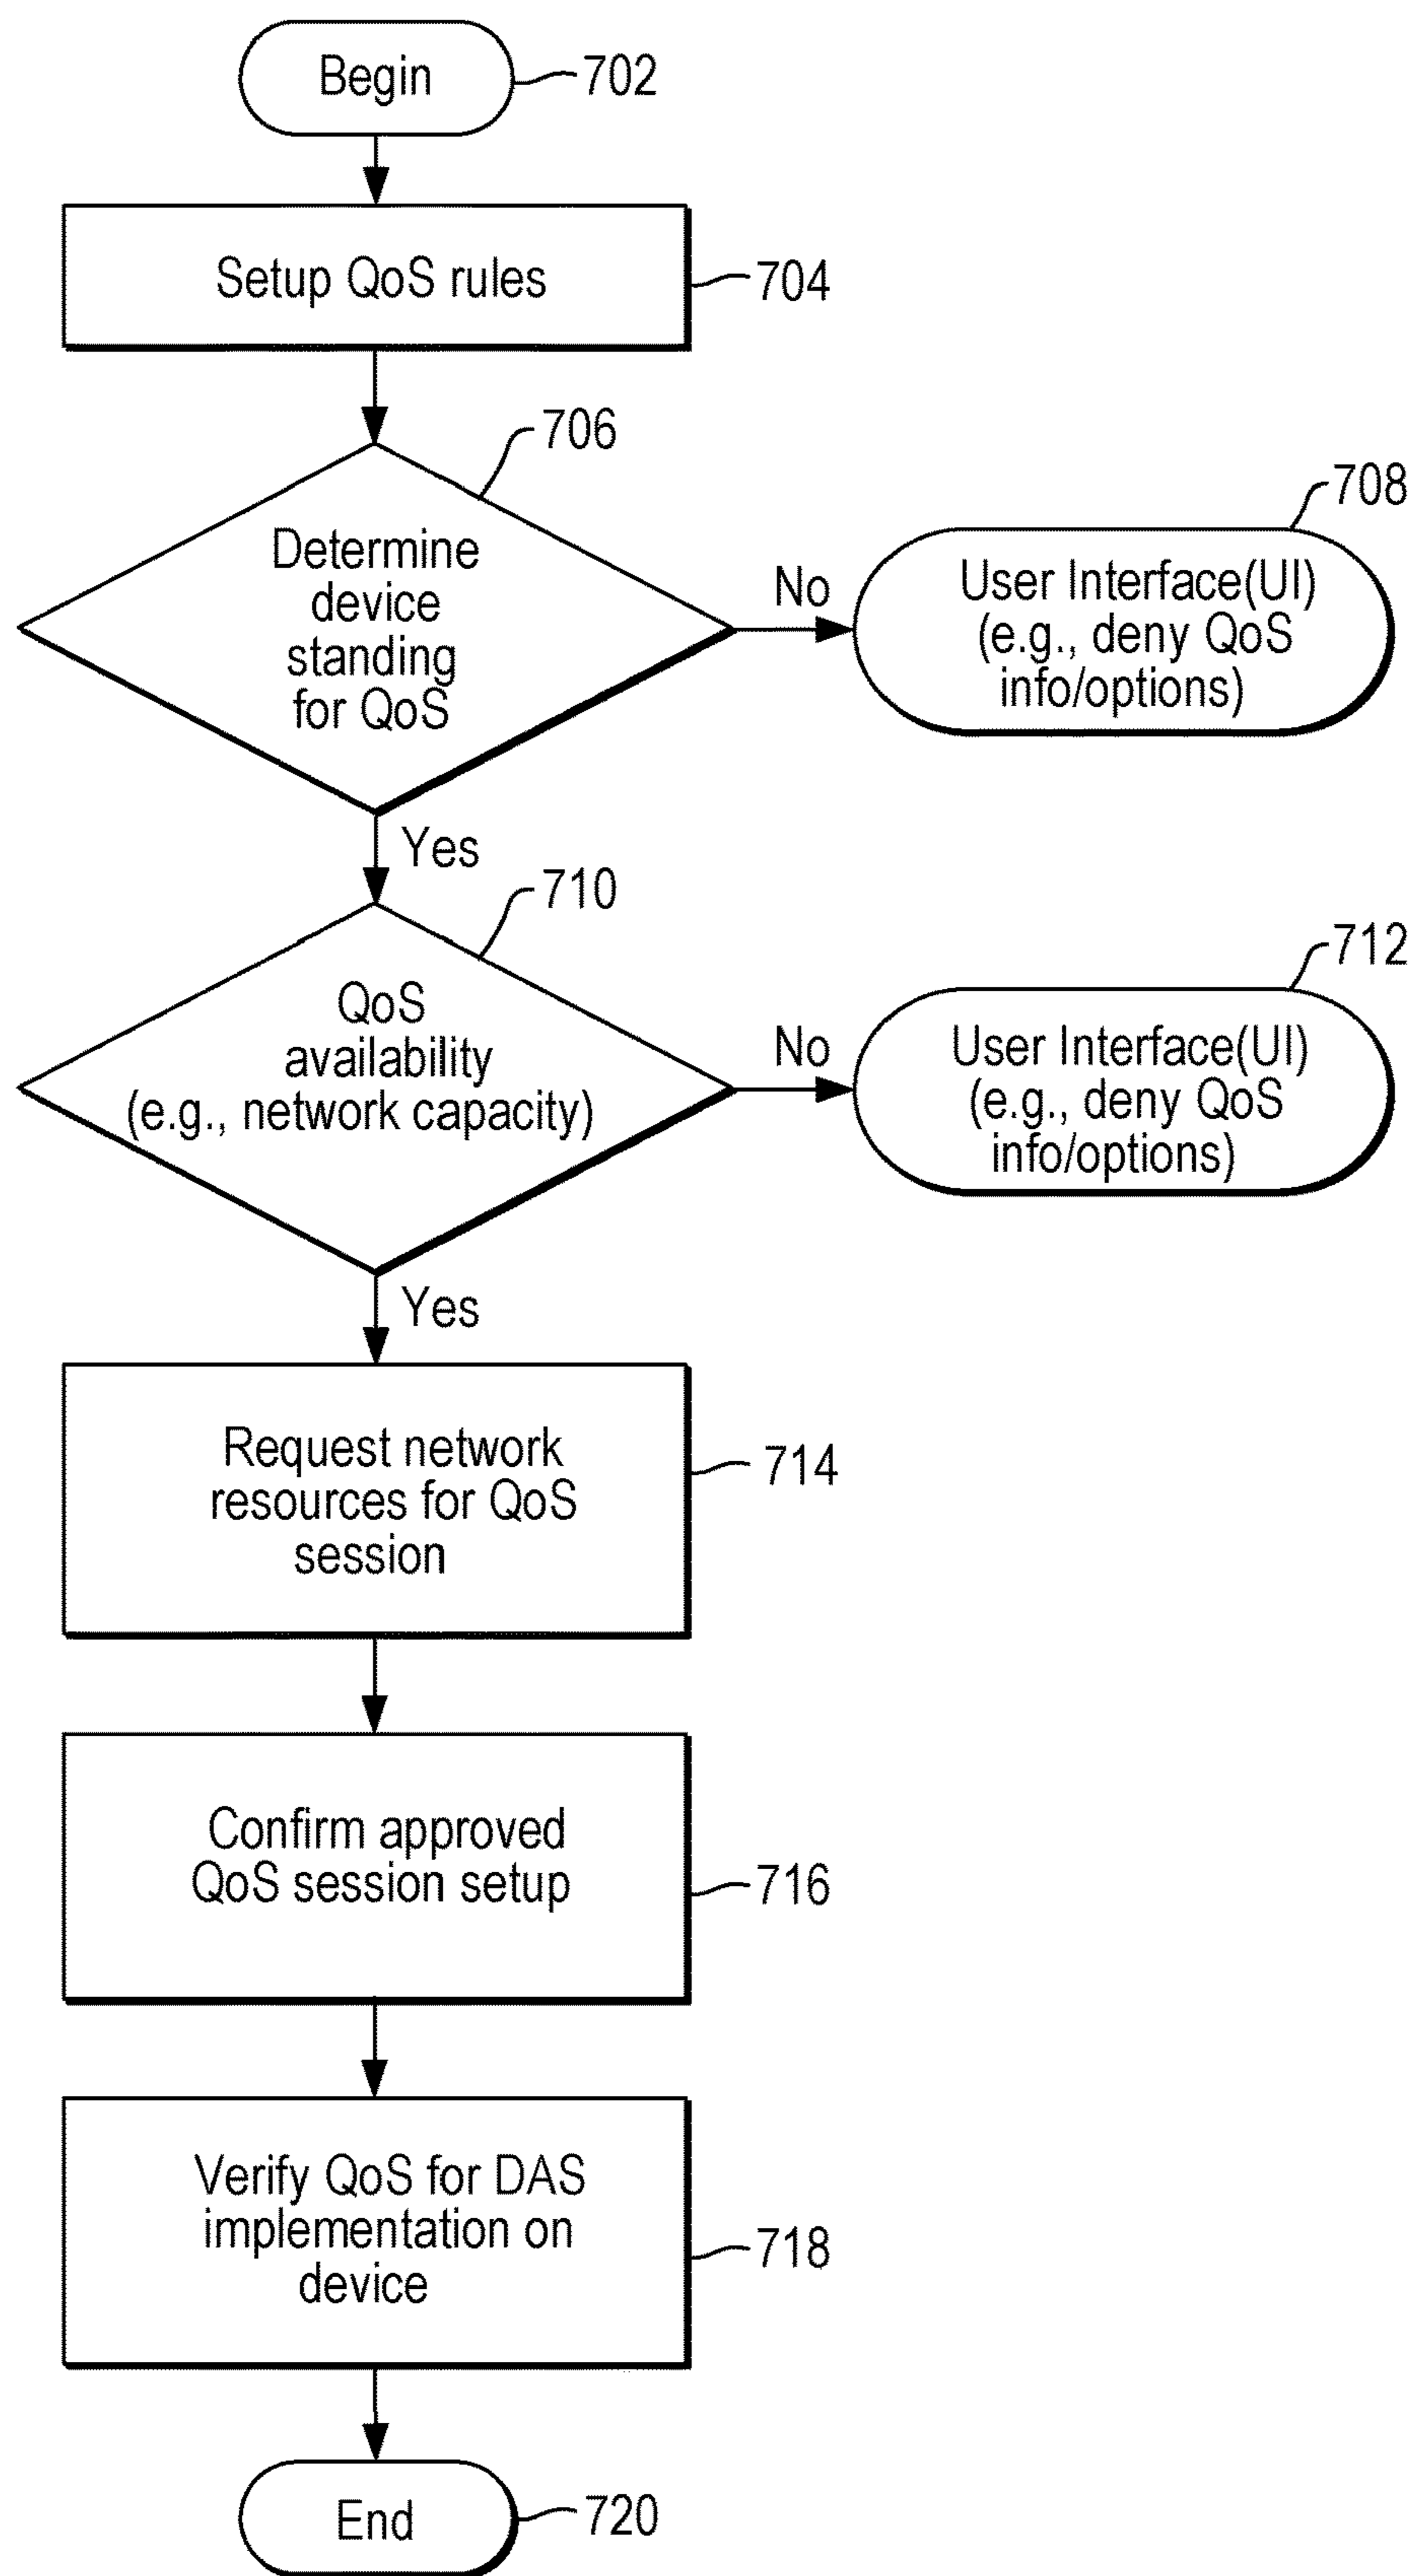 Begin
702
Setup QoS rules
704
706
Determine
device
standing
for QoS
No
708
User Interface(UI)
(e.g., deny QoS
info/options)
Yes
710
QoS
availability
(e.g., network capacity)
No
712
User Interface(UI)
(e.g., deny QoS
info/options)
Yes
Request network
resources for QoS
session
714
Confirm approved
QoS session setup
716
Verify QoS for DAS
implementation on
device
718
End
720